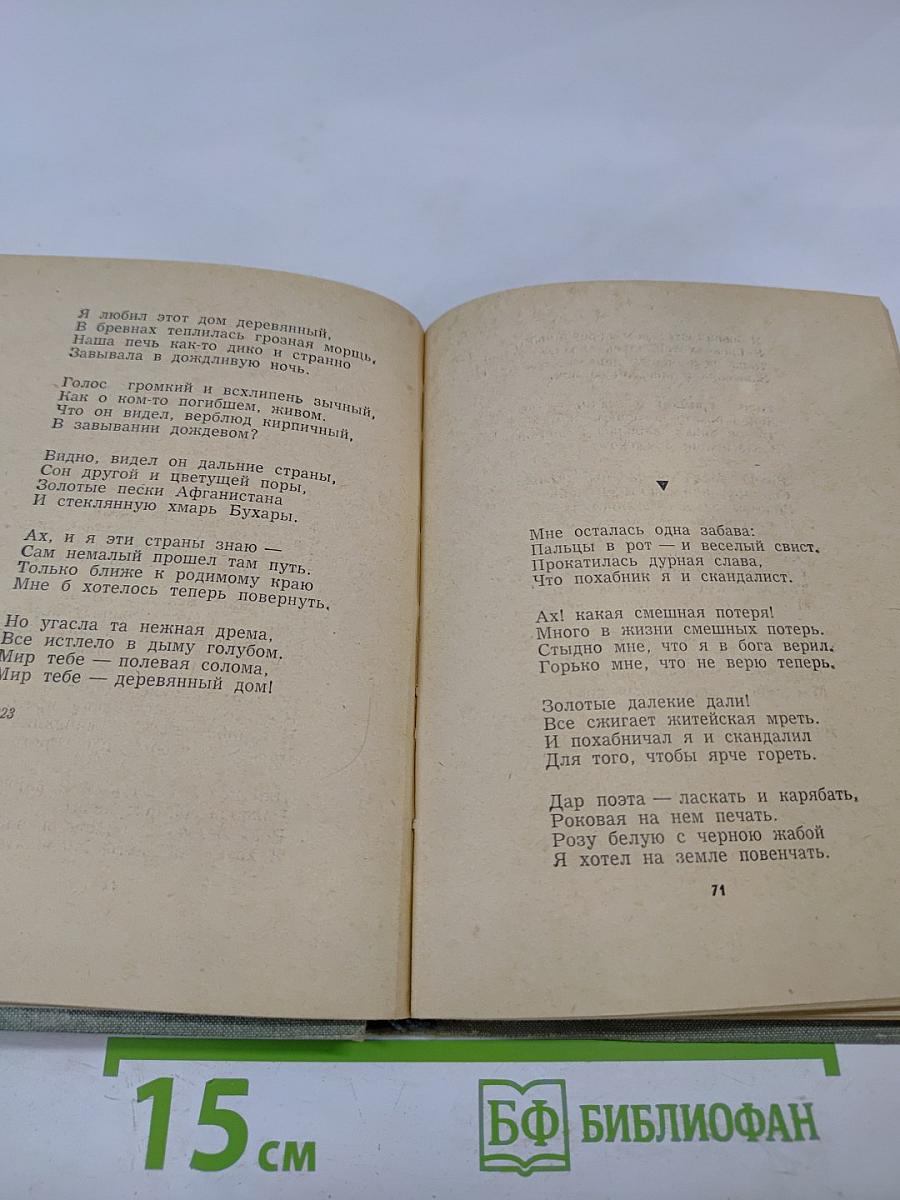 Я любил этот дом деревянный,
В бревнах теплилась грозная морщь,
Наша печь как-то дико и странно
Завывала в дождливую ночь.
Голос громкий и всхлипень зычный,
Как о ком-то погибшем, живом.
Что он видел, верблюд кирпичный,
В завывании дождевом?
Видно, видел он дальние страны,
Сон другой и цветущей поры,
Золотые пески Афганистана
И стеклянную хмарь Бухары.
Ах, и я эти страны знаю —
Сам немалый прошел там путь.
Только ближе к родимому краю
Мне б хотелось теперь повернуть.
Но угасла та нежная дрема,
Все истлело в дыму голубом.
Мир тебе — полевая солома,
Мир тебе — деревянный дом!
23
Мне осталась одна забава:
Пальцы в рот — и веселый свист.
Прокатилась дурная слава,
Что похабник я и скандалист.
Ах! какая смешная потеря!
Много в жизни смешных потерь.
Стыдно мне, что я в бога верил.
Горько мне, что не верю теперь.
Золотые далекие дали!
Все сжигает житейская мреть.
И похабничал я и скандалил
Для того, чтобы ярче гореть.
Дар поэта — ласкать и карябать,
Роковая на нем печать.
Розу белую с черною жабой
Я хотел на земле повенчать.
71
15 см
БФ БИБЛИОФАН